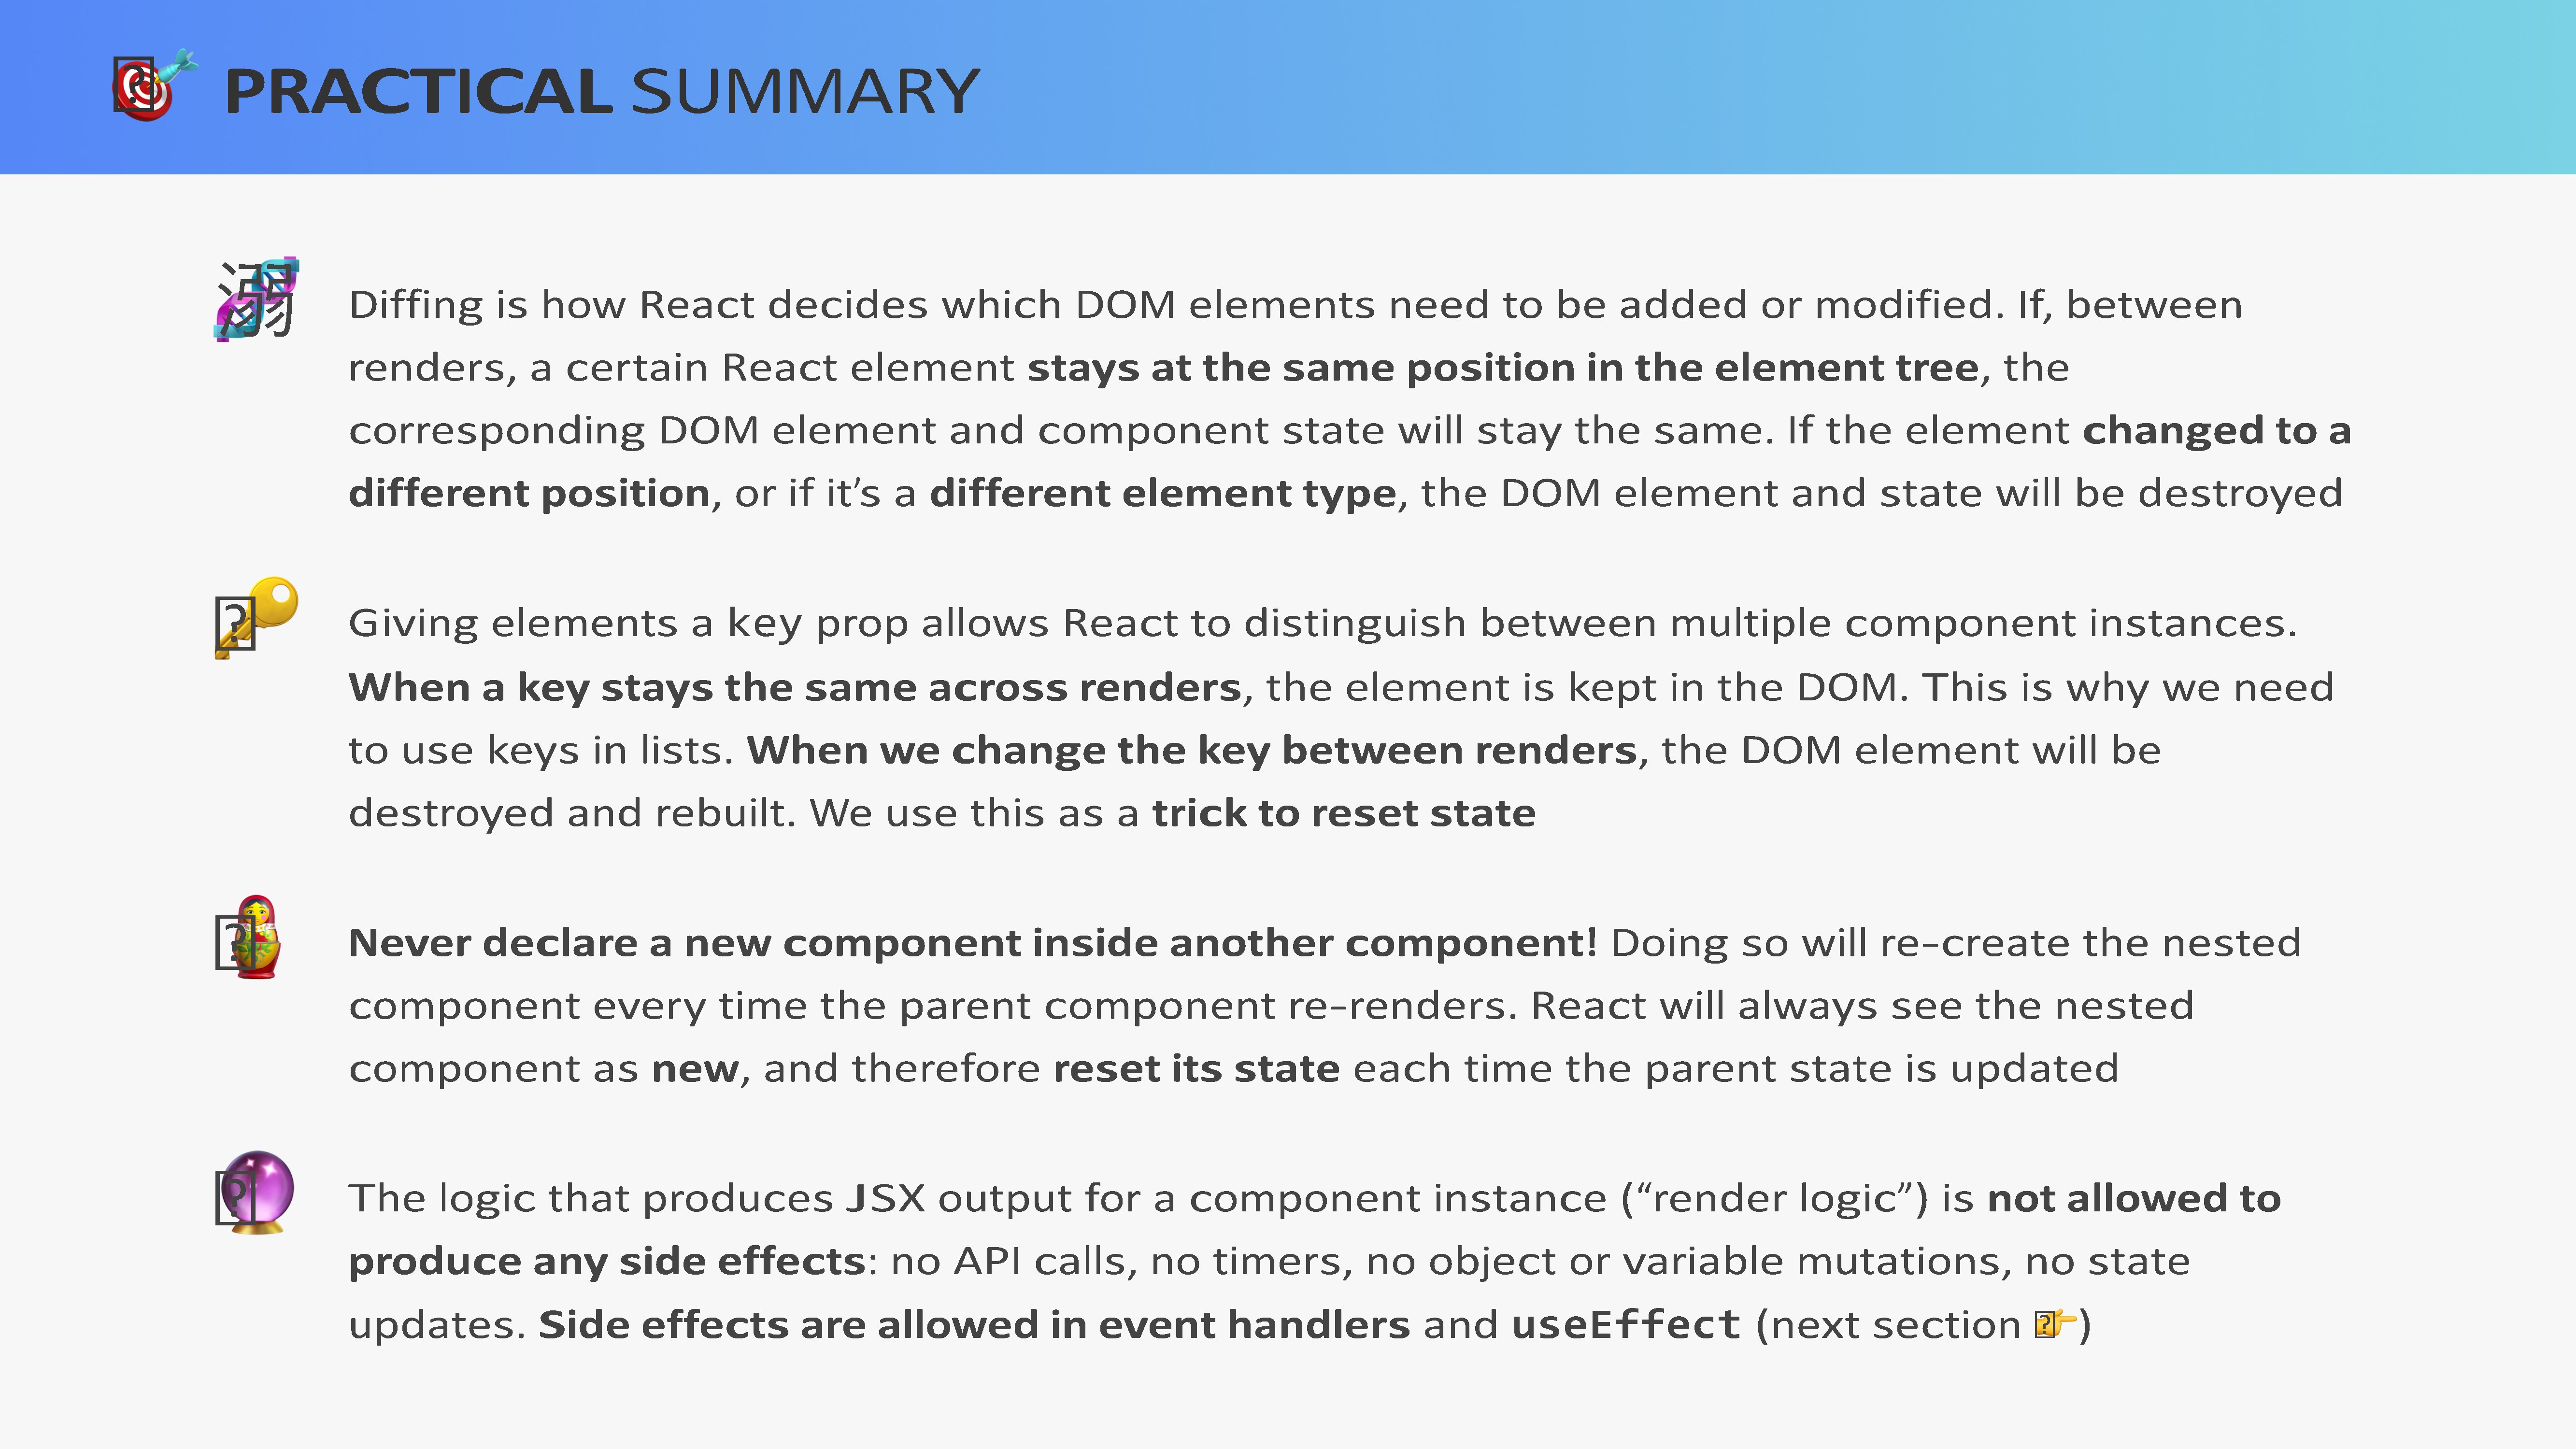 PRACTICAL SUMMARY
溺
Diffing is how React decides which DOM elements need to be added or modified. If, between
renders, a certain React element stays at the same position in the element tree, the
corresponding DOM element and component state will stay the same. If the element changed to a
different position, or if it’s a different element type, the DOM element and state will be destroyed
Giving elements a key prop allows React to distinguish between multiple component instances.
When a key stays the same across renders, the element is kept in the DOM. This is why we need
to use keys in lists. When we change the key between renders, the DOM element will be
destroyed and rebuilt. We use this as a trick to reset state
Never declare a new component inside another component! Doing so will re-create the nested
component every time the parent component re-renders. React will always see the nested
component as new, and therefore reset its state each time the parent state is updated
The logic that produces JSX output for a component instance (“render logic”) is not allowed to
produce any side effects: no API calls, no timers, no object or variable mutations, no state
updates. Side effects are allowed in event handlers and useEffect (next section 👉)